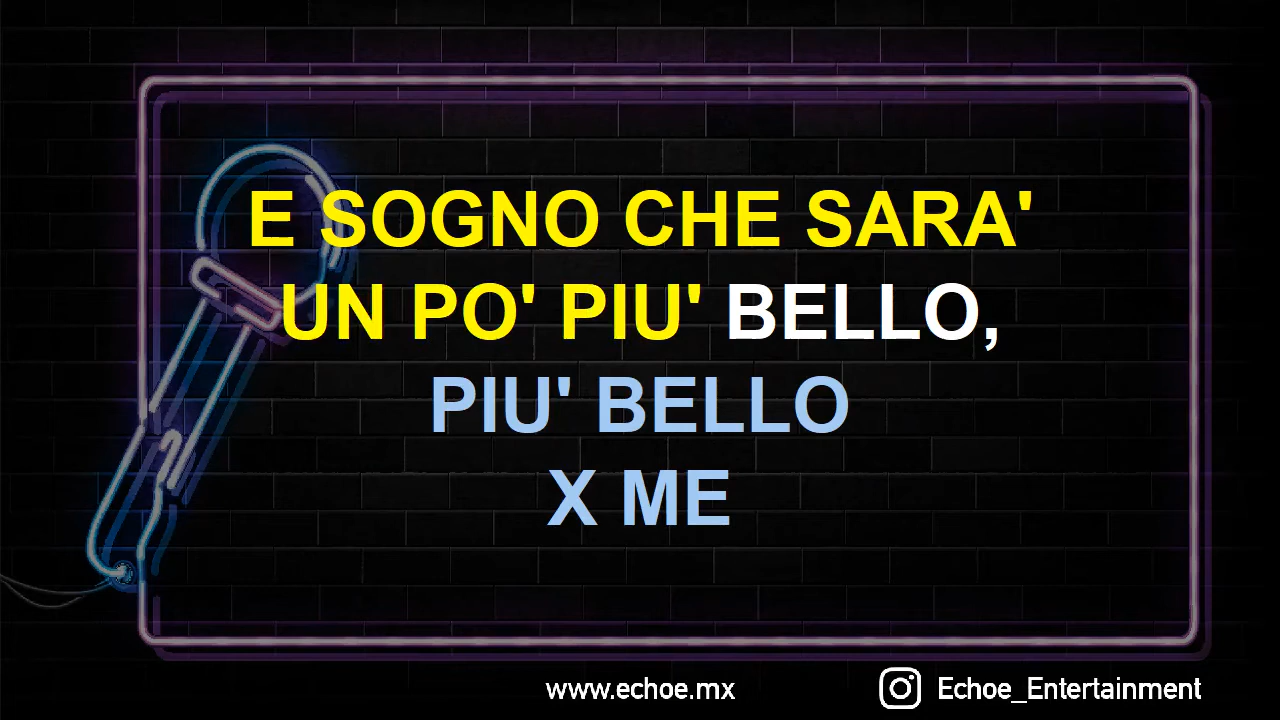 E SOGNO CHE SARA'
UN PO' PIU' BELLO,
PIU' BELLO
X ME
www.echoe.mx
Echoe_Entertainment